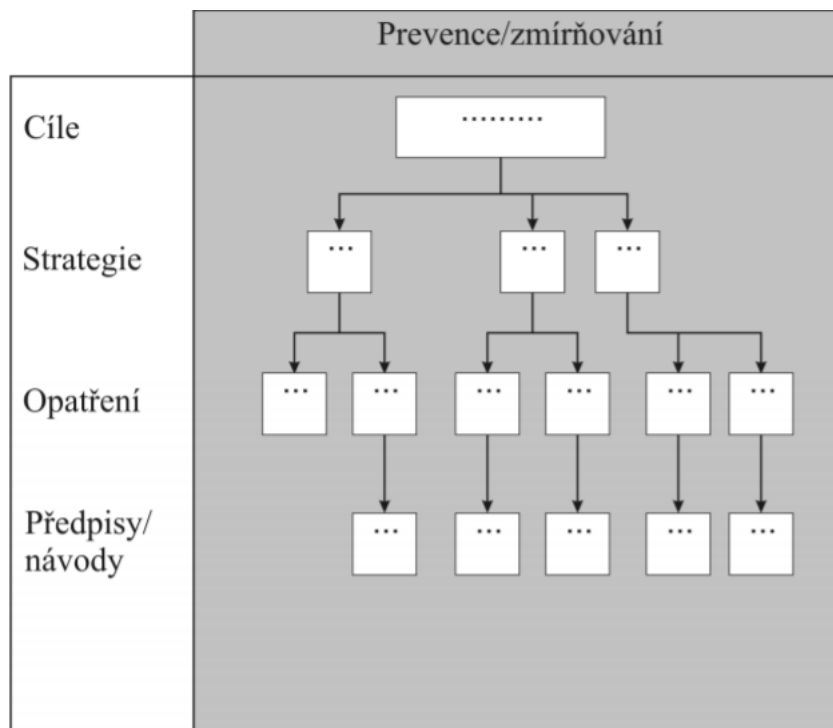 Prevence/zmírňování
Cíle
.........
Strategie
... ... ...
Opatření
... ... ... ... ... ...
Předpisy/
návody
... ... ... ... ...